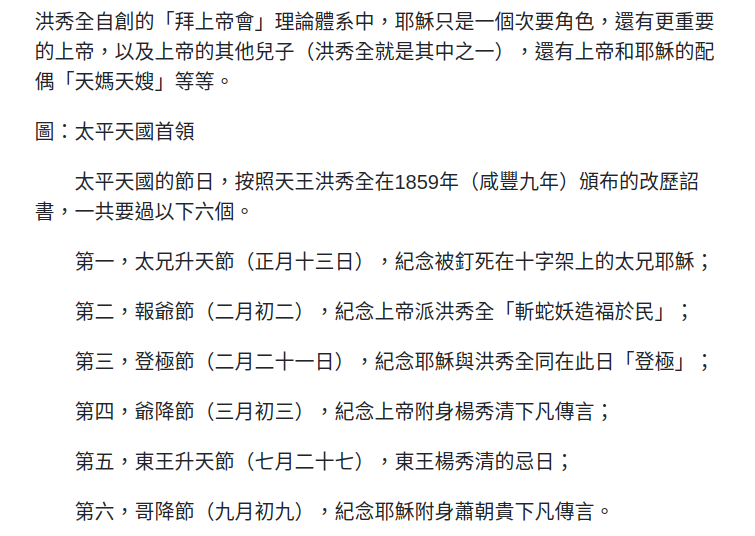 洪秀全自創的「拜上帝會」理論體系中，耶穌只是一個次要角色，還有更重要
的上帝，以及上帝的其他兒子（洪秀全就是其中之一），還有上帝和耶穌的配
偶「天媽天嫂」等等。
圖：太平天國首領
太平天國的節日，按照天王洪秀全在1859年（咸豐九年）頒布的改歷詔
書，一共要過以下六個。
第一，太兄升天節（正月十三日），紀念被釘死在十字架上的太兄耶穌；
第二，報爺節（二月初二），紀念上帝派洪秀全「斬蛇妖造福於民」；
第三，登極節（二月二十一日），紀念耶穌與洪秀全同在此日「登極」；
第四，爺降節（三月初三），紀念上帝附身楊秀清下凡傳言；
第五，東王升天節（七月二十七），東王楊秀清的忌日；
第六，哥降節（九月初九），紀念耶穌附身蕭朝貴下凡傳言。